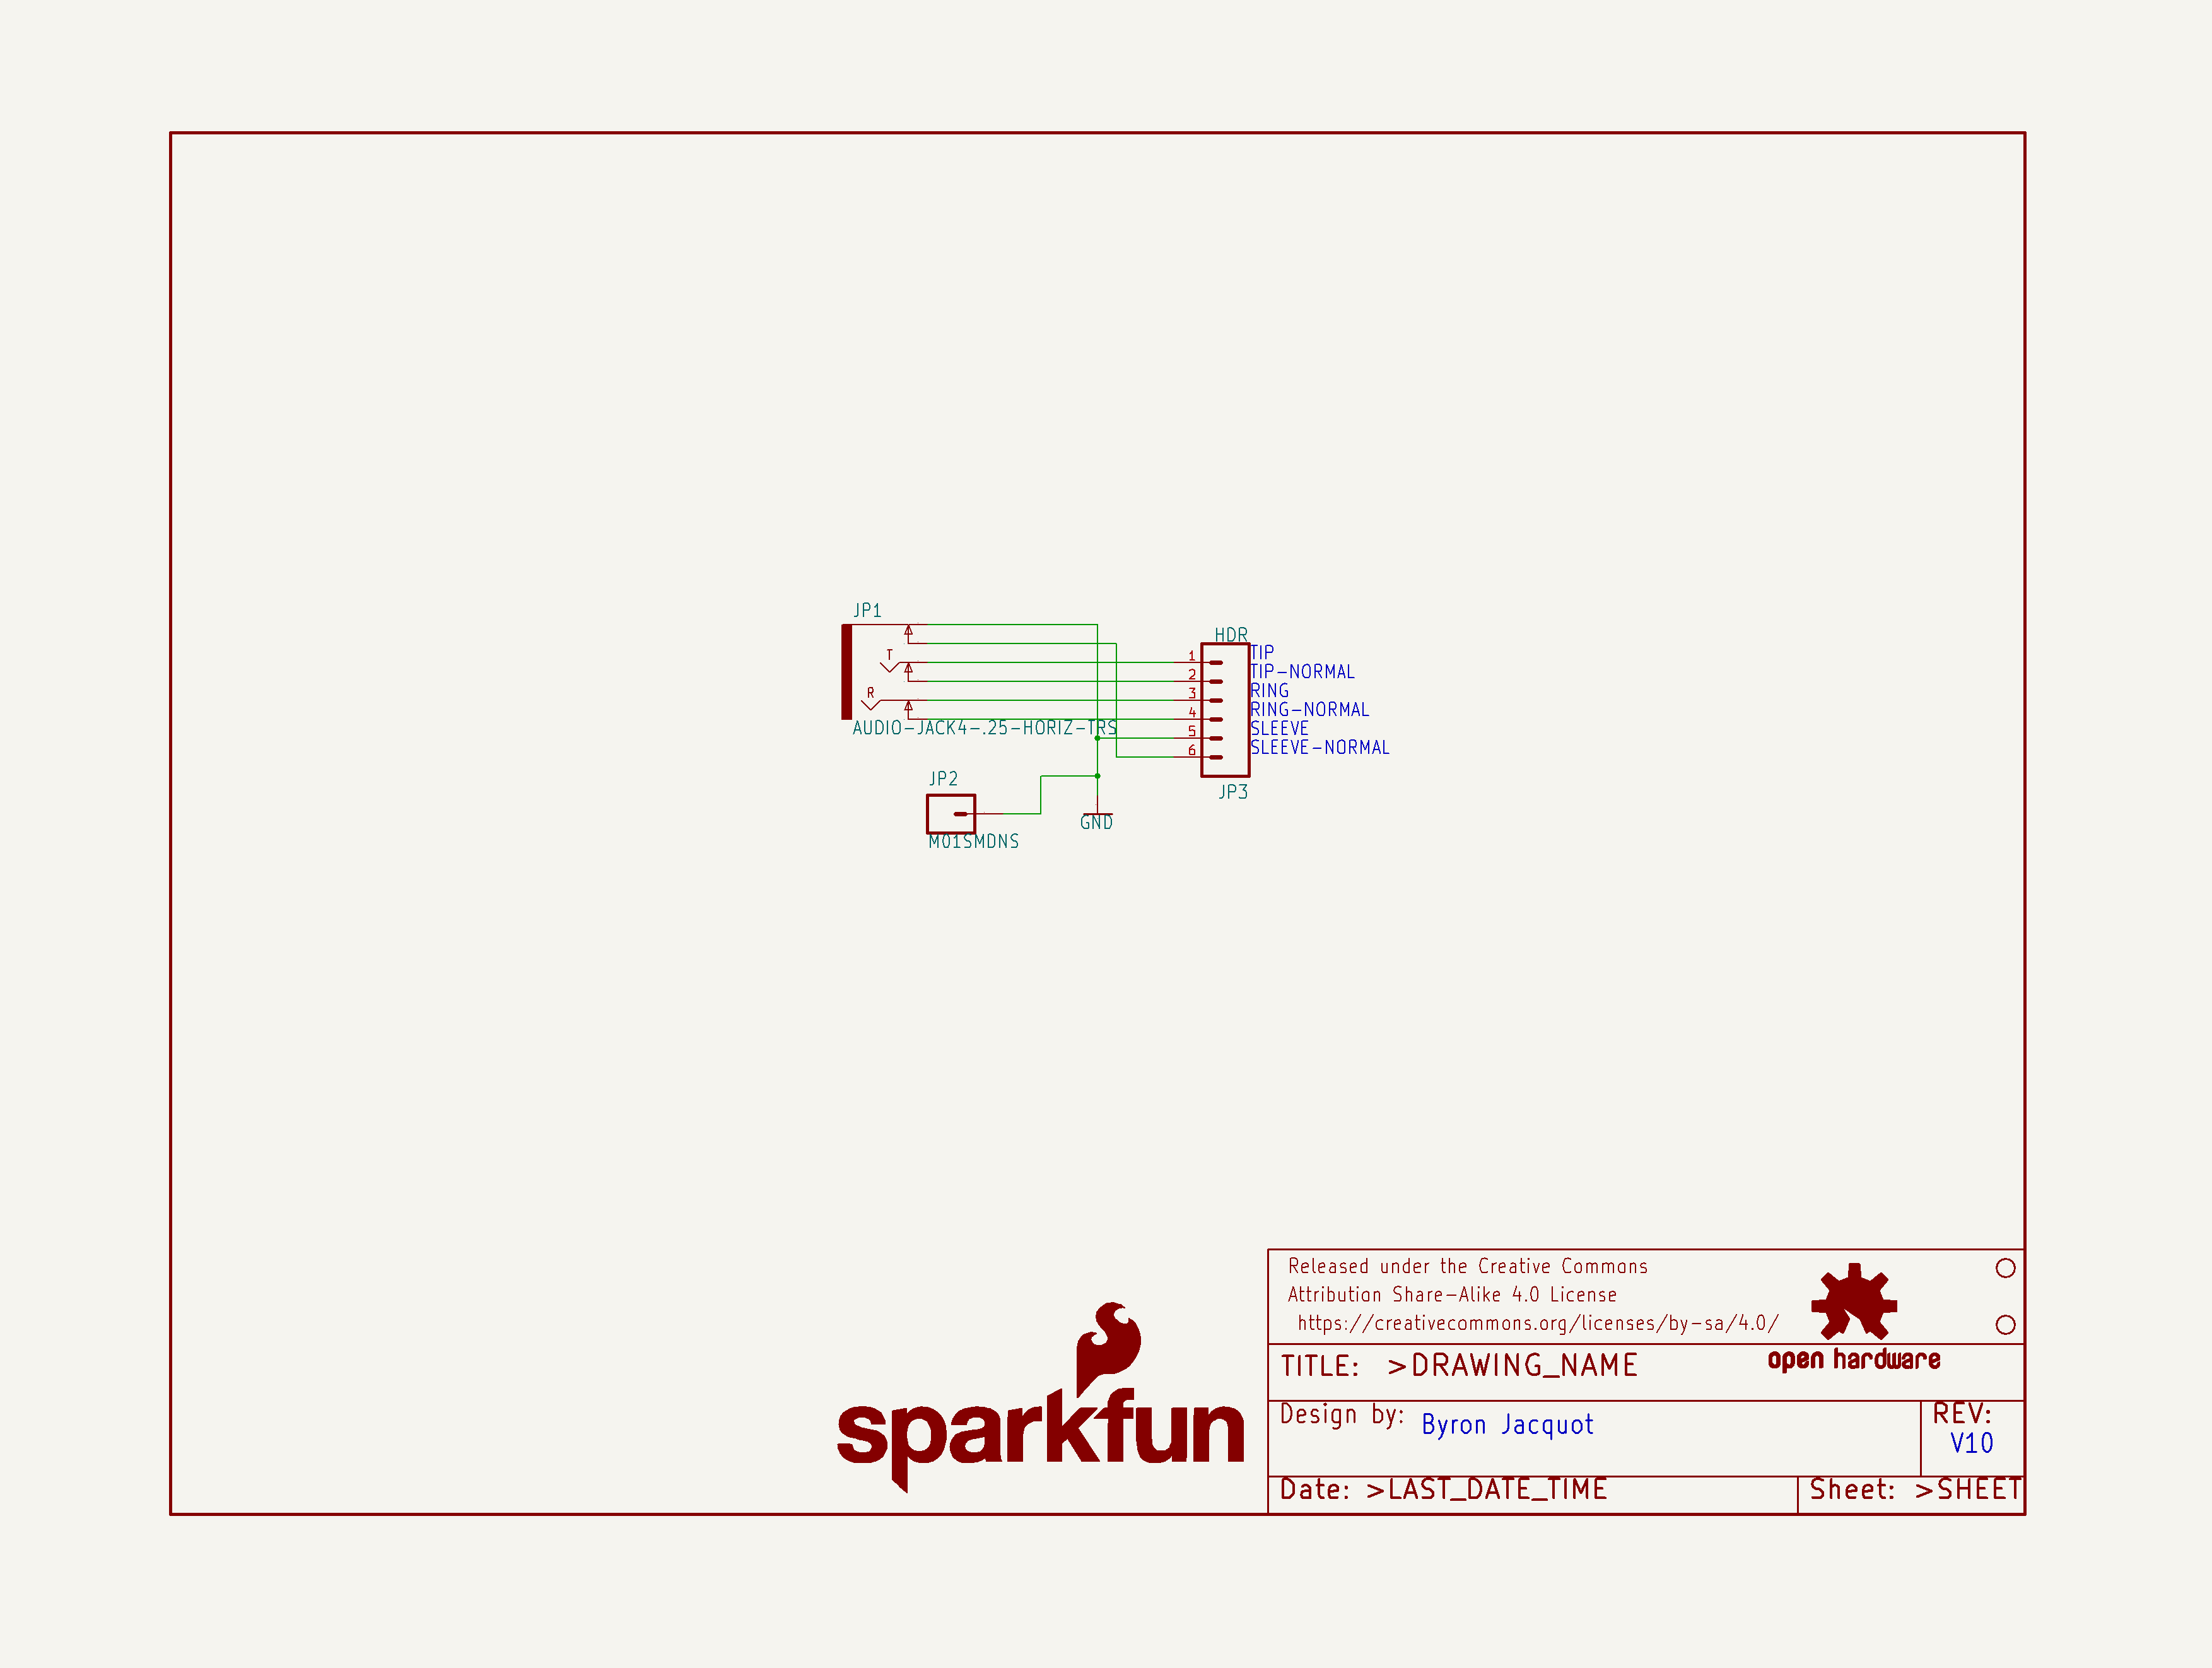 JP1
T
R
AUDIO-JACK4-.25-HORIZ-TRS
HDR
1
2
3
4
5
6
TIP
TIP-NORMAL
RING
RING-NORMAL
SLEEVE
SLEEVE-NORMAL
JP3
JP2
M01SMDNS
GND
Released under the Creative Commons
Attribution Share-Alike 4.0 License
https://creativecommons.org/licenses/by-sa/4.0/
open hardware
TITLE: >DRAWING_NAME
Design by: Byron Jacquot
REV:
V10
Date: >LAST_DATE_TIME
Sheet: >SHEET
sparkfun